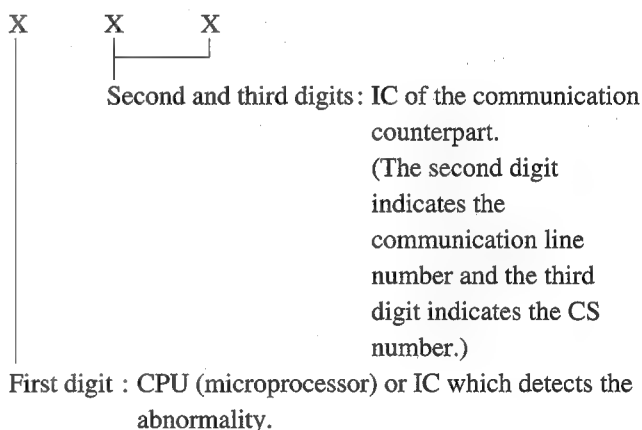 X X X
Second and third digits: IC of the communication
counterpart.
(The second digit
indicates the
communication line
number and the third
digit indicates the CS
number.)
First digit : CPU (microprocessor) or IC which detects the
abnormality.